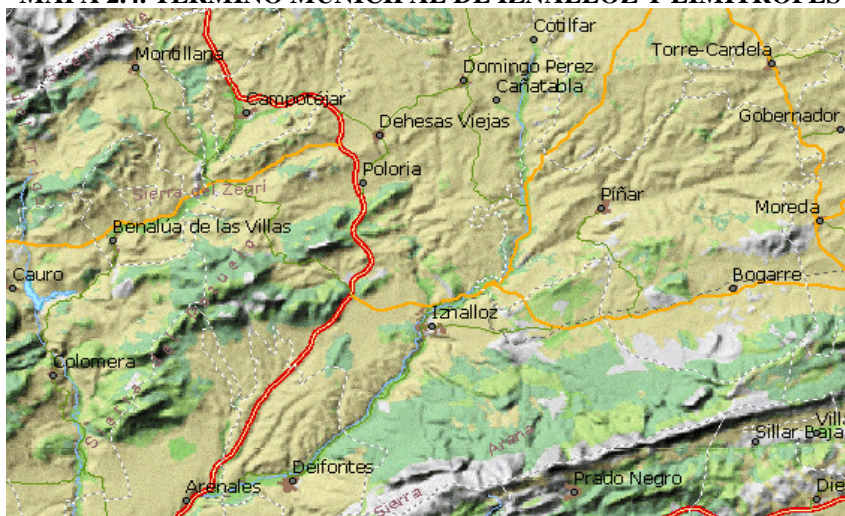 MAPA 2.4. TÉRMINO MUNICIPAL DE IZNALLOZ Y LIMÍTROFES
Cotilfar
Montillana
Torre-Cardela
Domingo Perez
Cañatabla
Campotejar
Gobernador
Dehesas Viejas
Poloria
Sierra del Zegri
Piñar
Moreda
Benalua de las Villas
Cauro
Bogarre
Iznalloz
Colomera
Villa
Sillar Baja
Sierra Arana
Deifontes
Prado Negro
Arenales
Die